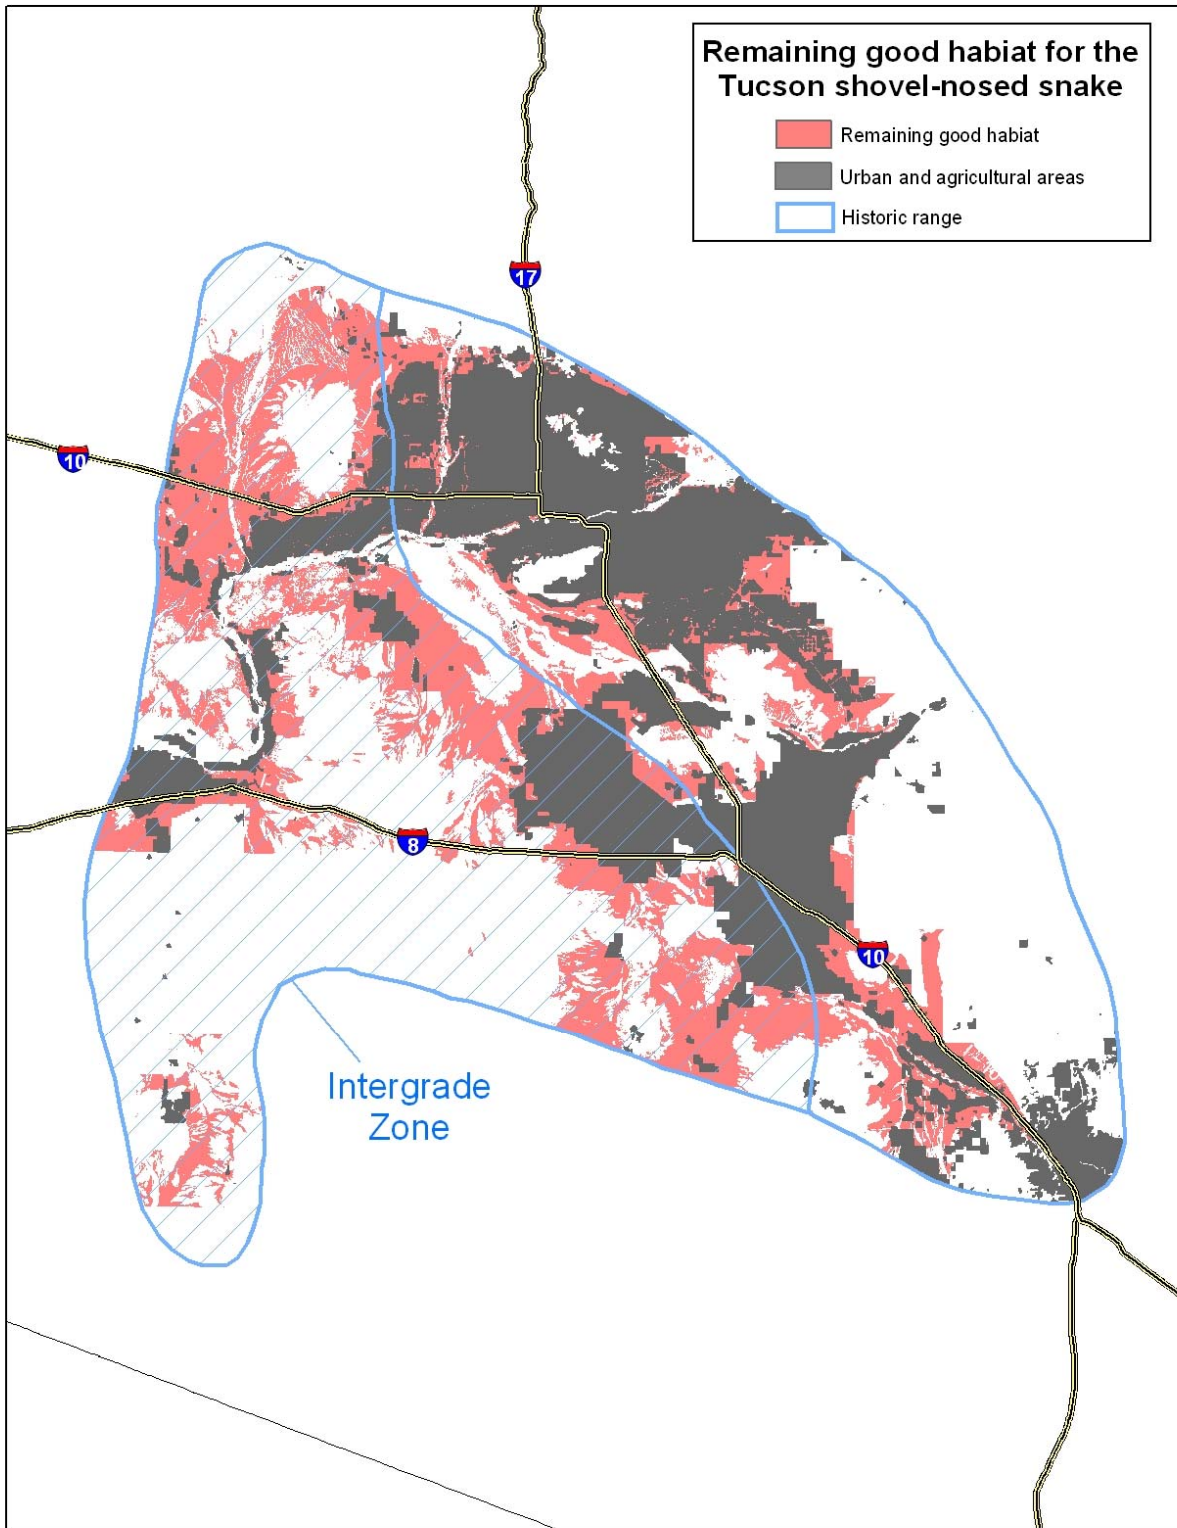 Remaining good habiat for the
Tucson shovel-nosed snake
Remaining good habiat
Urban and agricultural areas
Historic range
17
10
8
10
Intergrade
Zone